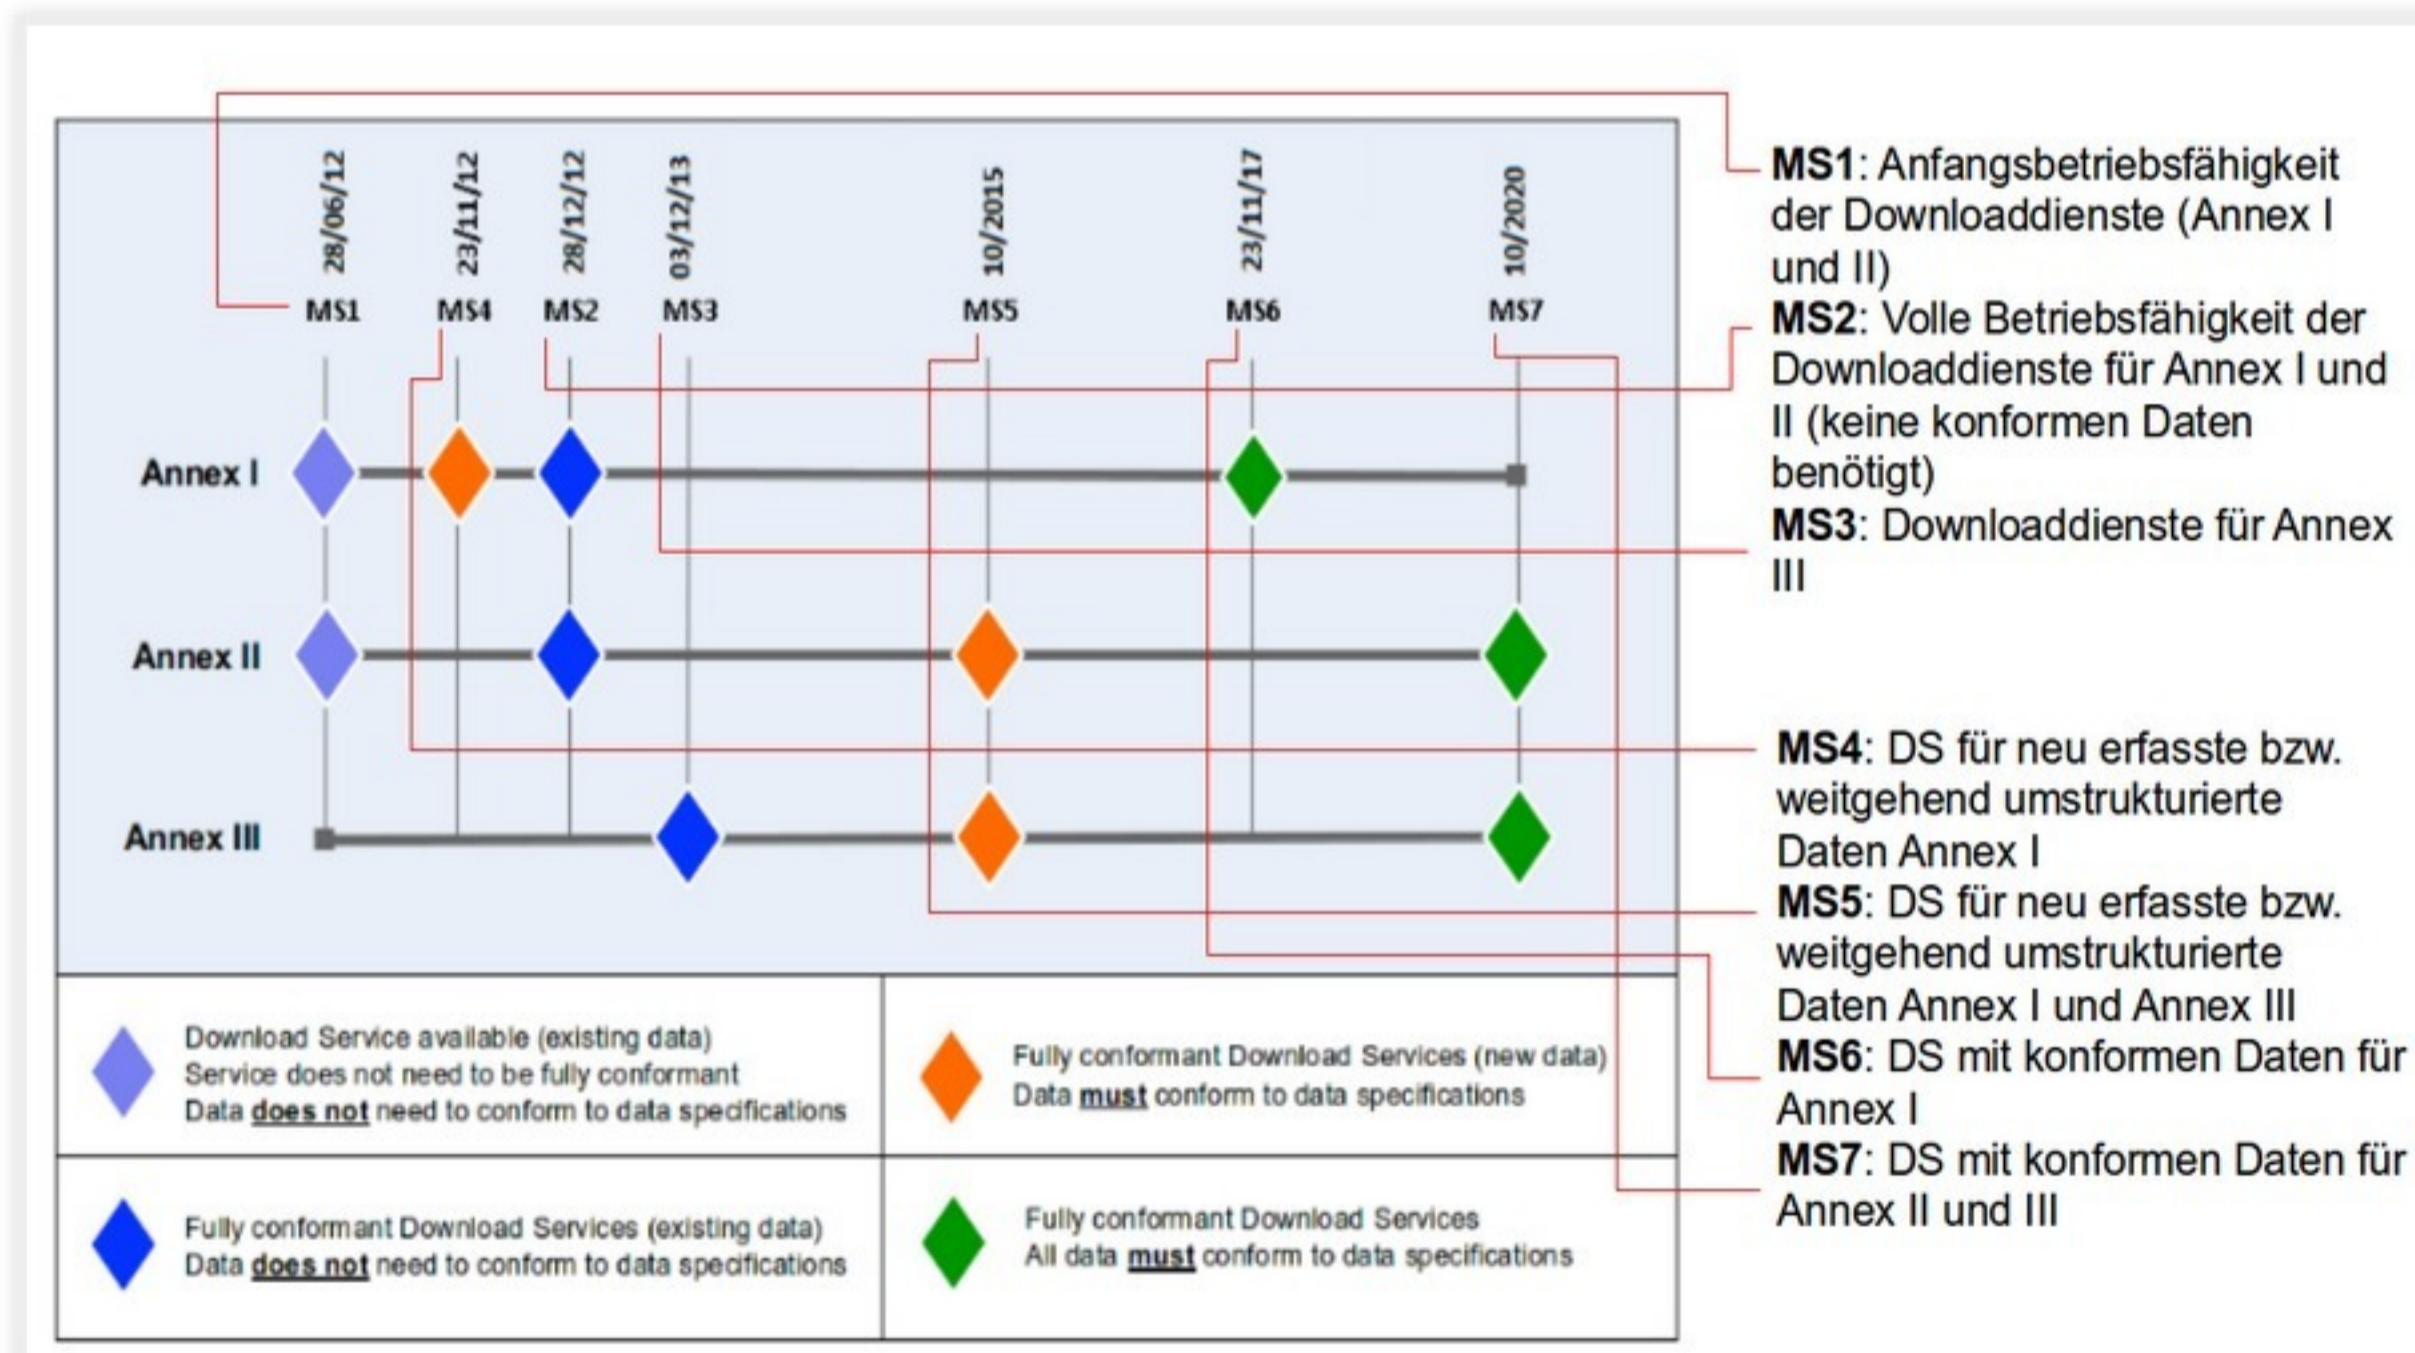 28/06/12
23/11/12
28/12/12
03/12/13
10/2015
23/11/17
10/2020
MS1
MS4
MS2
MS3
MS5
MS6
MS7
Annex I
Annex II
Annex III
Download Service available (existing data)
Service does not need to be fully conformant
Data does not need to conform to data specifications
Fully conformant Download Services (new data)
Data must conform to data specifications
Fully conformant Download Services (existing data)
Data does not need to conform to data specifications
Fully conformant Download Services
All data must conform to data specifications
MS1: Anfangsbetriebsfähigkeit
der Downloaddienste (Annex I
und II)
MS2: Volle Betriebsfähigkeit der
Downloaddienste für Annex I und
II (keine konformen Daten
benötigt)
MS3: Downloaddienste für Annex
III
MS4: DS für neu erfasste bzw.
weitgehend umstrukturierte
Daten Annex I
MS5: DS für neu erfasste bzw.
weitgehend umstrukturierte
Daten Annex I und Annex III
MS6: DS mit konformen Daten für
Annex I
MS7: DS mit konformen Daten für
Annex II und III